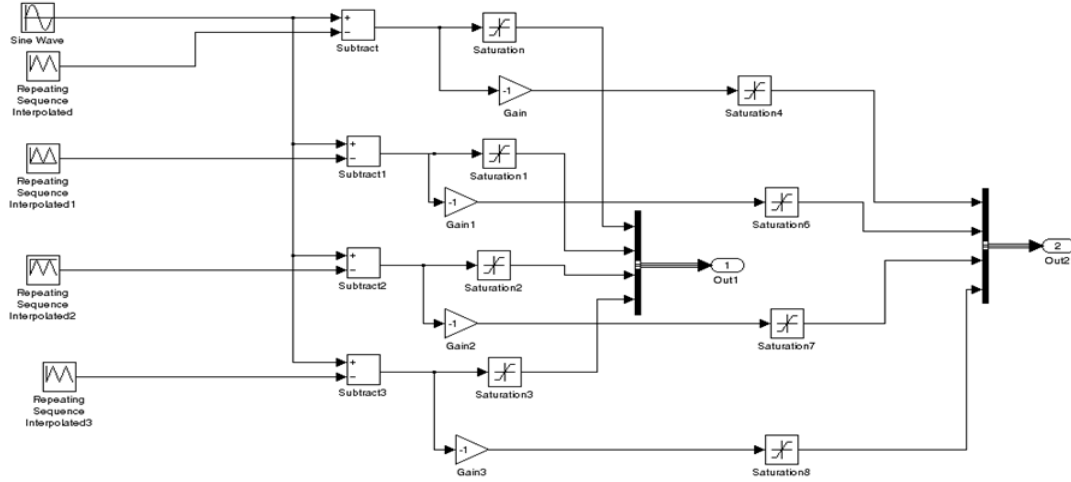 Sine Wave
+
−
Subtract
Saturation
Repeating
Sequence
Interpolated
-1
Gain
Saturation4
+
−
Subtract1
Saturation1
Repeating
Sequence
Interpolated1
-1
Gain1
Saturation6
+
−
Subtract2
Saturation2
1
Out1
2
Out2
Repeating
Sequence
Interpolated2
-1
Gain2
Saturation7
+
−
Subtract3
Saturation3
Repeating
Sequence
Interpolated3
-1
Gain3
Saturation8